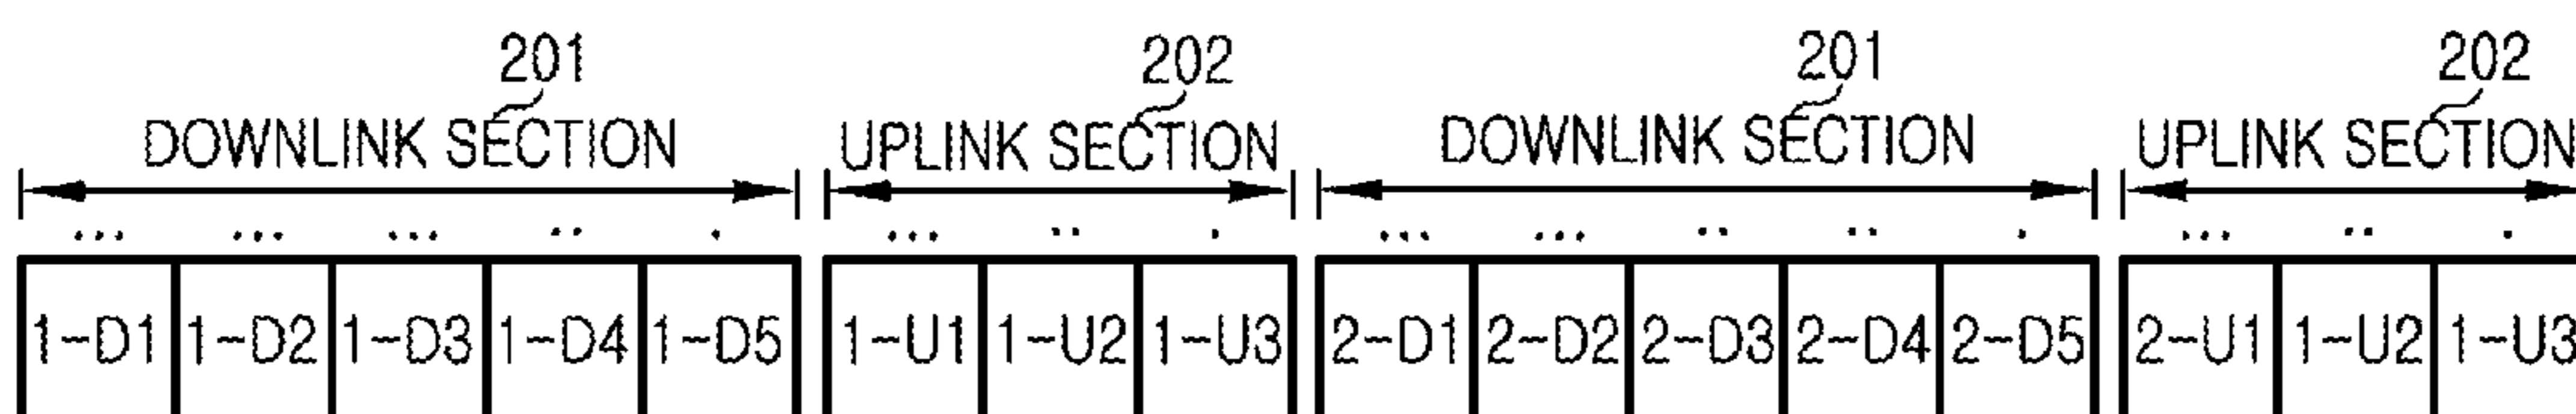 201 202 201 202
DOWNLINK SECTION UPLINK SECTION DOWNLINK SECTION UPLINK SECTION
1-D1 1-D2 1-D3 1-D4 1-D5 1-U1 1-U2 1-U3 2-D1 2-D2 2-D3 2-D4 2-D5 2-U1 1-U2 1-U3